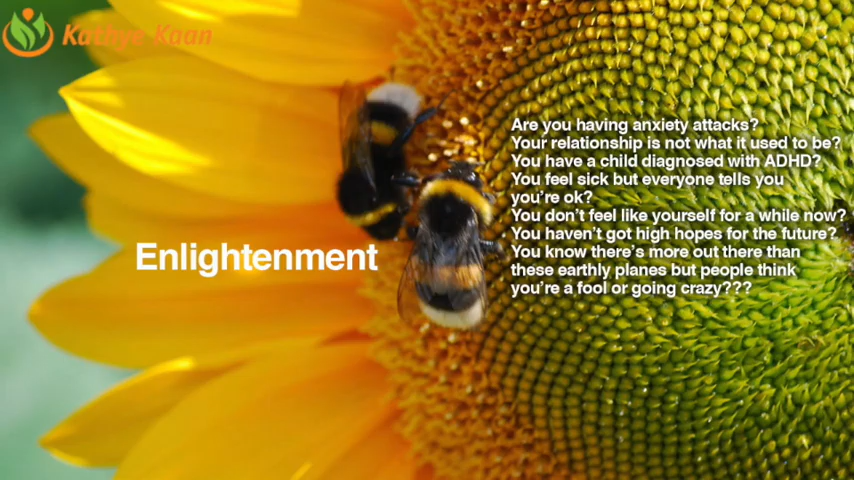 Kathye Kaan
Are you having anxiety attacks?
Your relationship is not what it used to be?
You have a child diagnosed with ADHD?
You feel sick but everyone tells you
you're ok?
You don't feel like yourself for a while now?
You haven't got high hopes for the future?
You know there's more out there than
these earthly planes but people think
you're a fool or going crazy???
Enlightenment